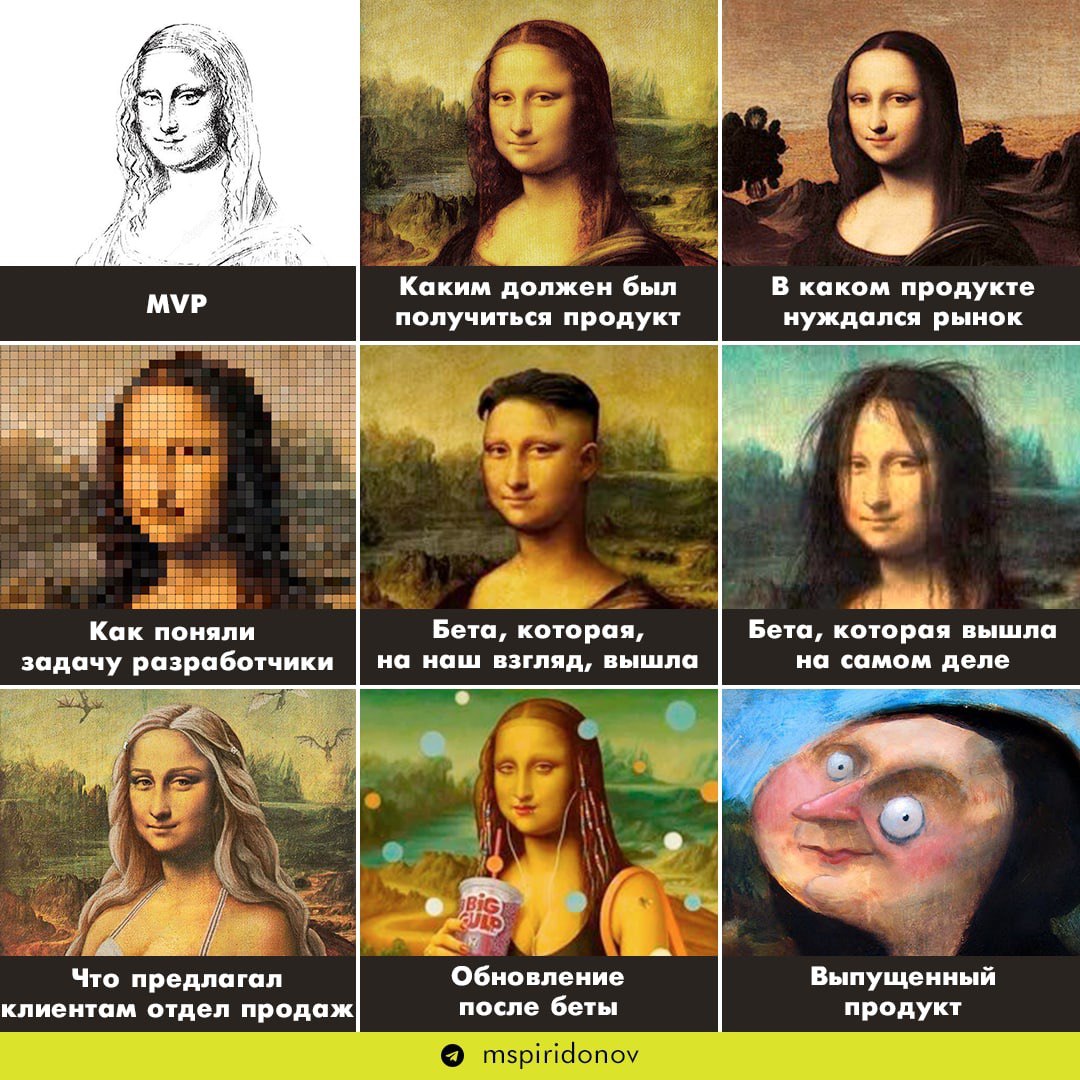 MVP
Каким должен был
получиться продукт
В каком продукте
нуждался рынок
Как поняли
задачу разработчики
Бета, которая,
на наш взгляд, вышла
Бета, которая вышла
на самом деле
Что предлагал
клиентам отдел продаж
BiG
GULP
Обновление
после беты
Выпущенный
продукт
mspiridonov